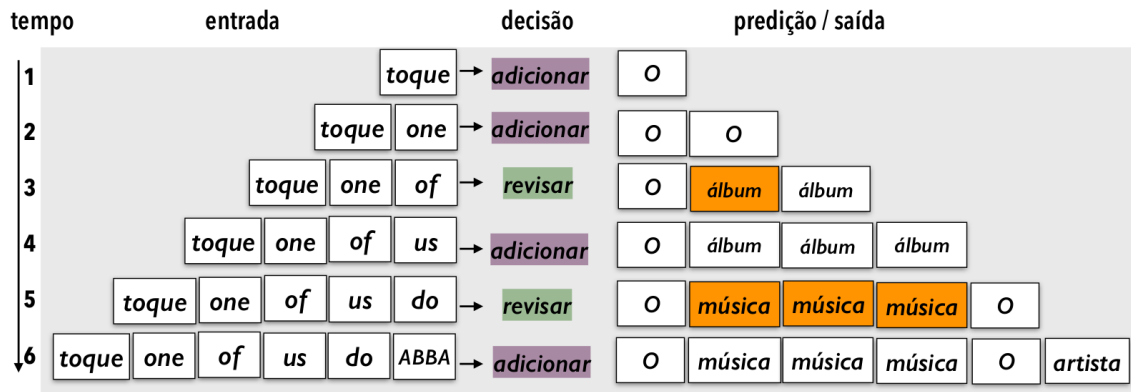 tempo entrada decisão predição / saída
1 toque adicionar O
2 toque one adicionar O O
3 toque one of revisar O álbum álbum
4 toque one of us adicionar O álbum álbum álbum
5 toque one of us do revisar O música música música O
6 toque one of us do ABBA adicionar O música música música O artista